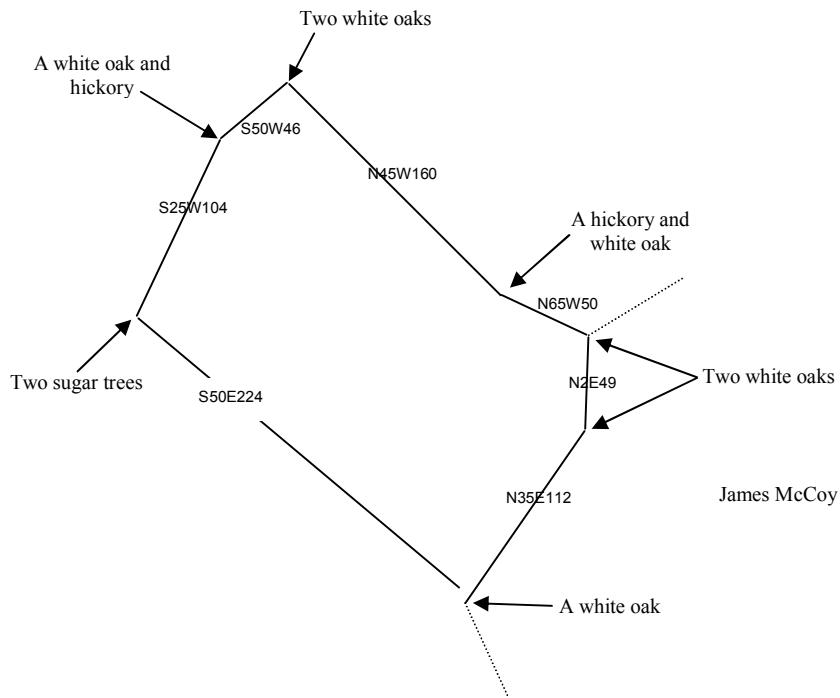 Two white oaks
A white oak and
hickory
S50W46
N45W160
S25W104
A hickory and
white oak
N65W50
Two sugar trees
S50E224
N2E49
Two white oaks
N35E112
James McCoy
A white oak